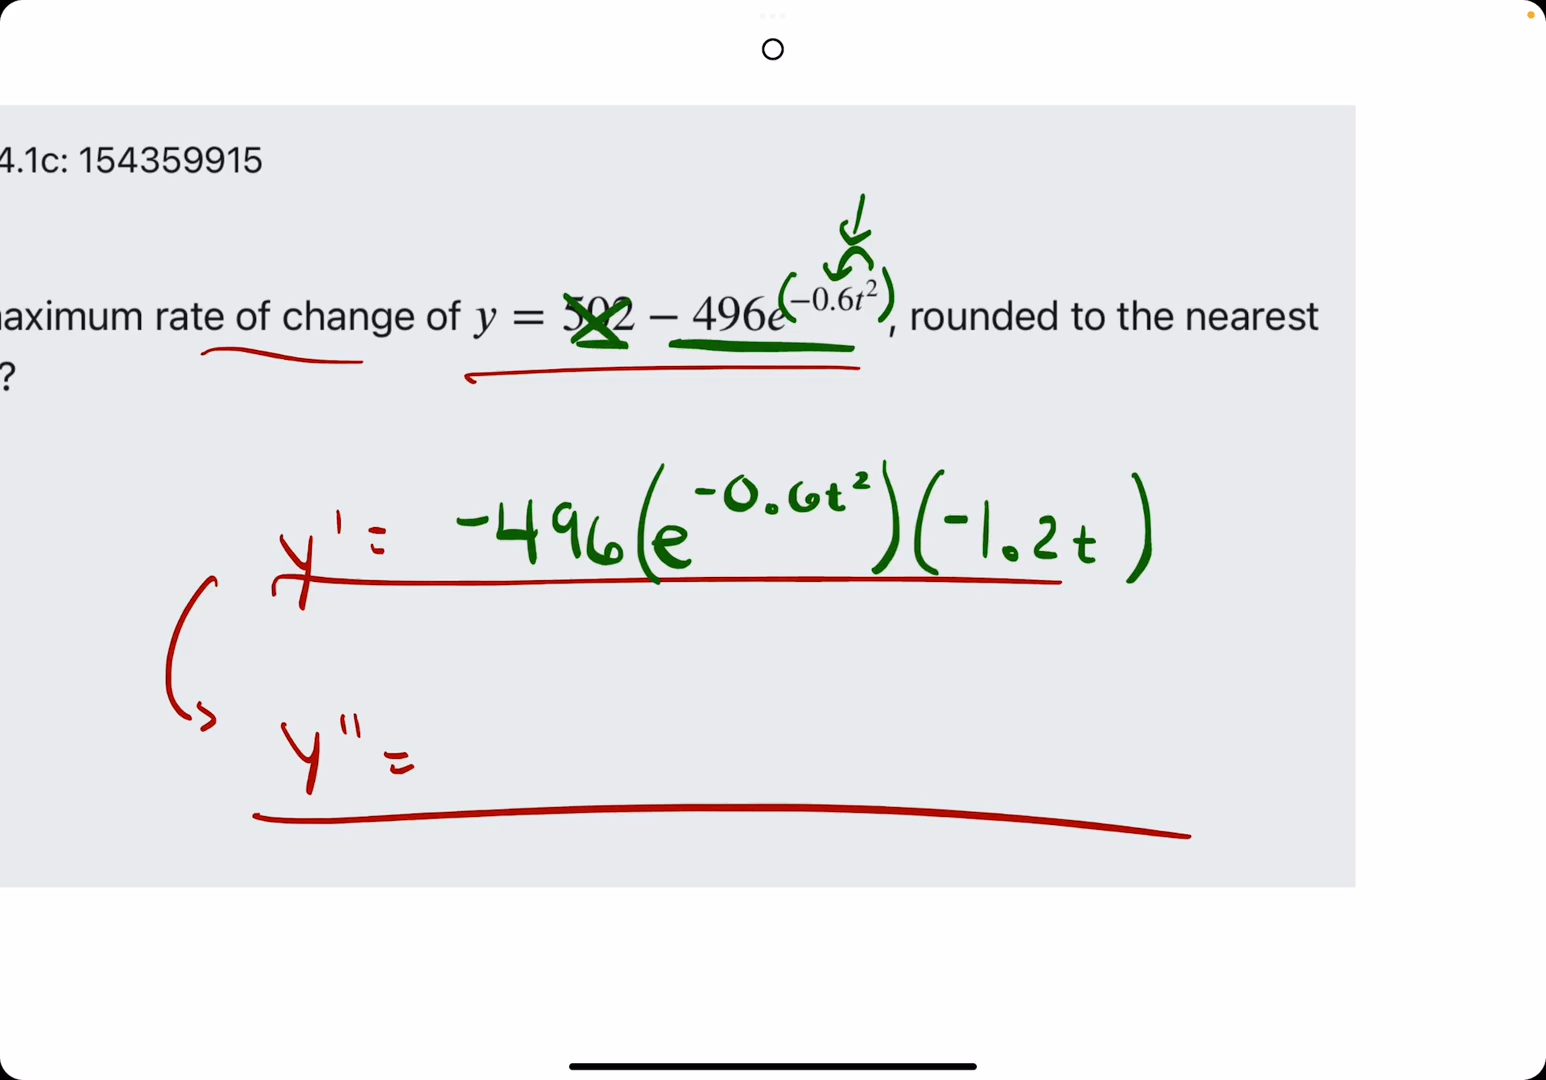 4.1c: 154359915
aximum rate of change of y = 502 − 496e^(−0.6t²), rounded to the nearest
?
y' = -496(e^-0.6t²)(-1.2t)
y'' =